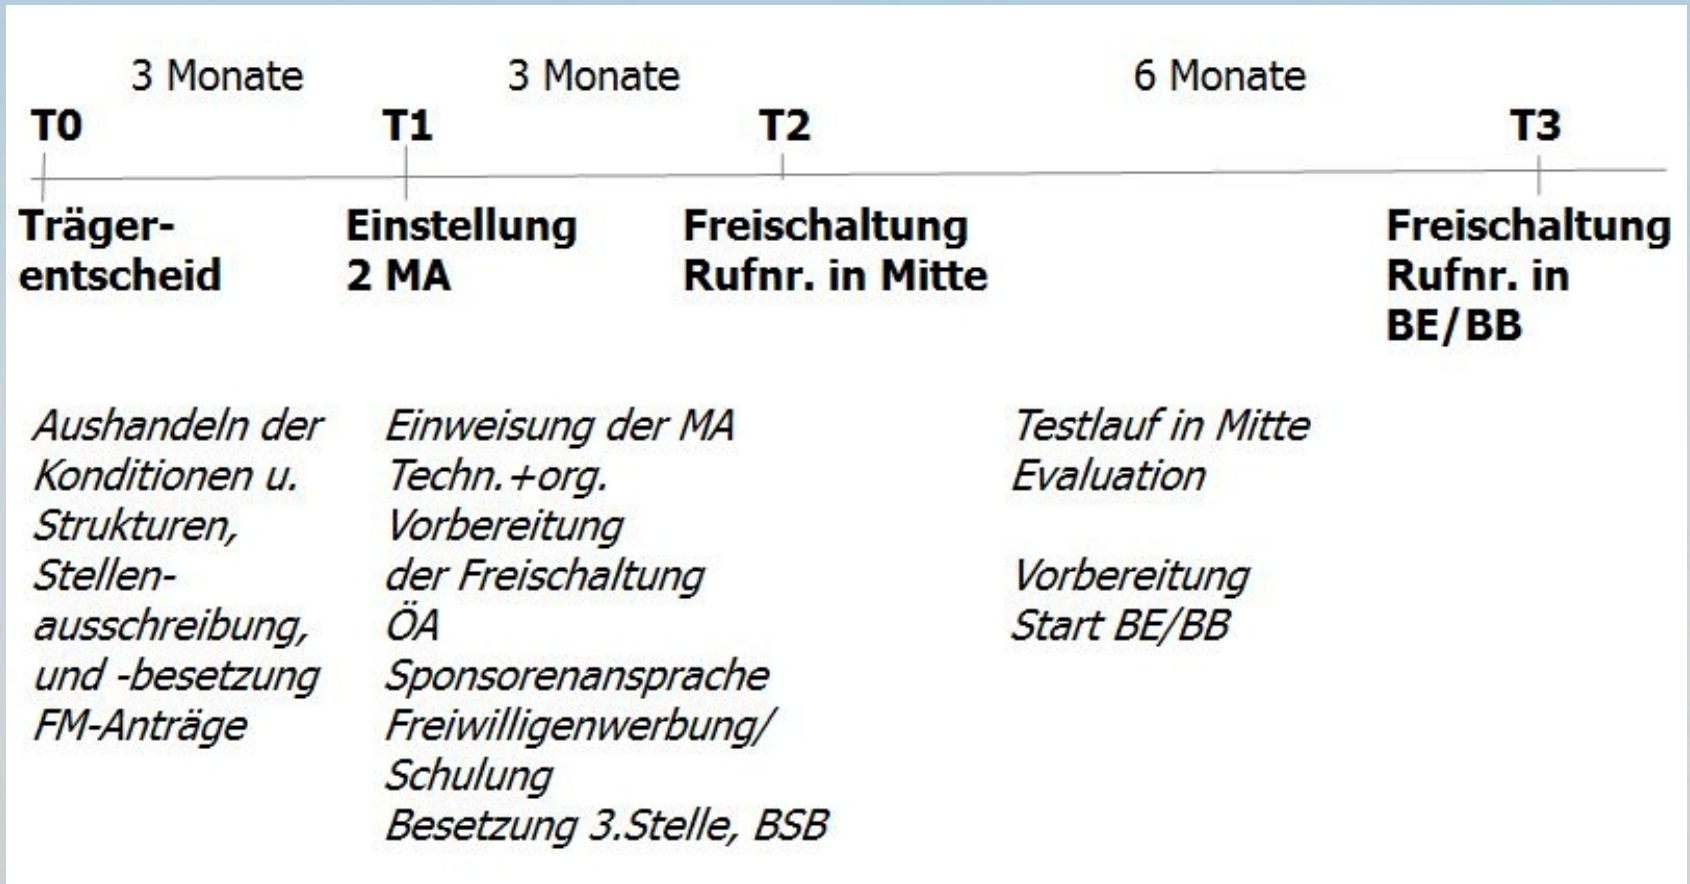 3 Monate
3 Monate
6 Monate
T0
T1
T2
T3
Träger-
entscheid
Einstellung
2 MA
Freischaltung
Rufnr. in Mitte
Freischaltung
Rufnr. in
BE/BB
Aushandeln der
Konditionen u.
Strukturen,
Stellen-
ausschreibung,
und -besetzung
FM-Anträge
Einweisung der MA
Techn.+org.
Vorbereitung
der Freischaltung
ÖA
Sponsorenansprache
Freiwilligenwerbung/
Schulung
Besetzung 3.Stelle, BSB
Testlauf in Mitte
Evaluation
Vorbereitung
Start BE/BB